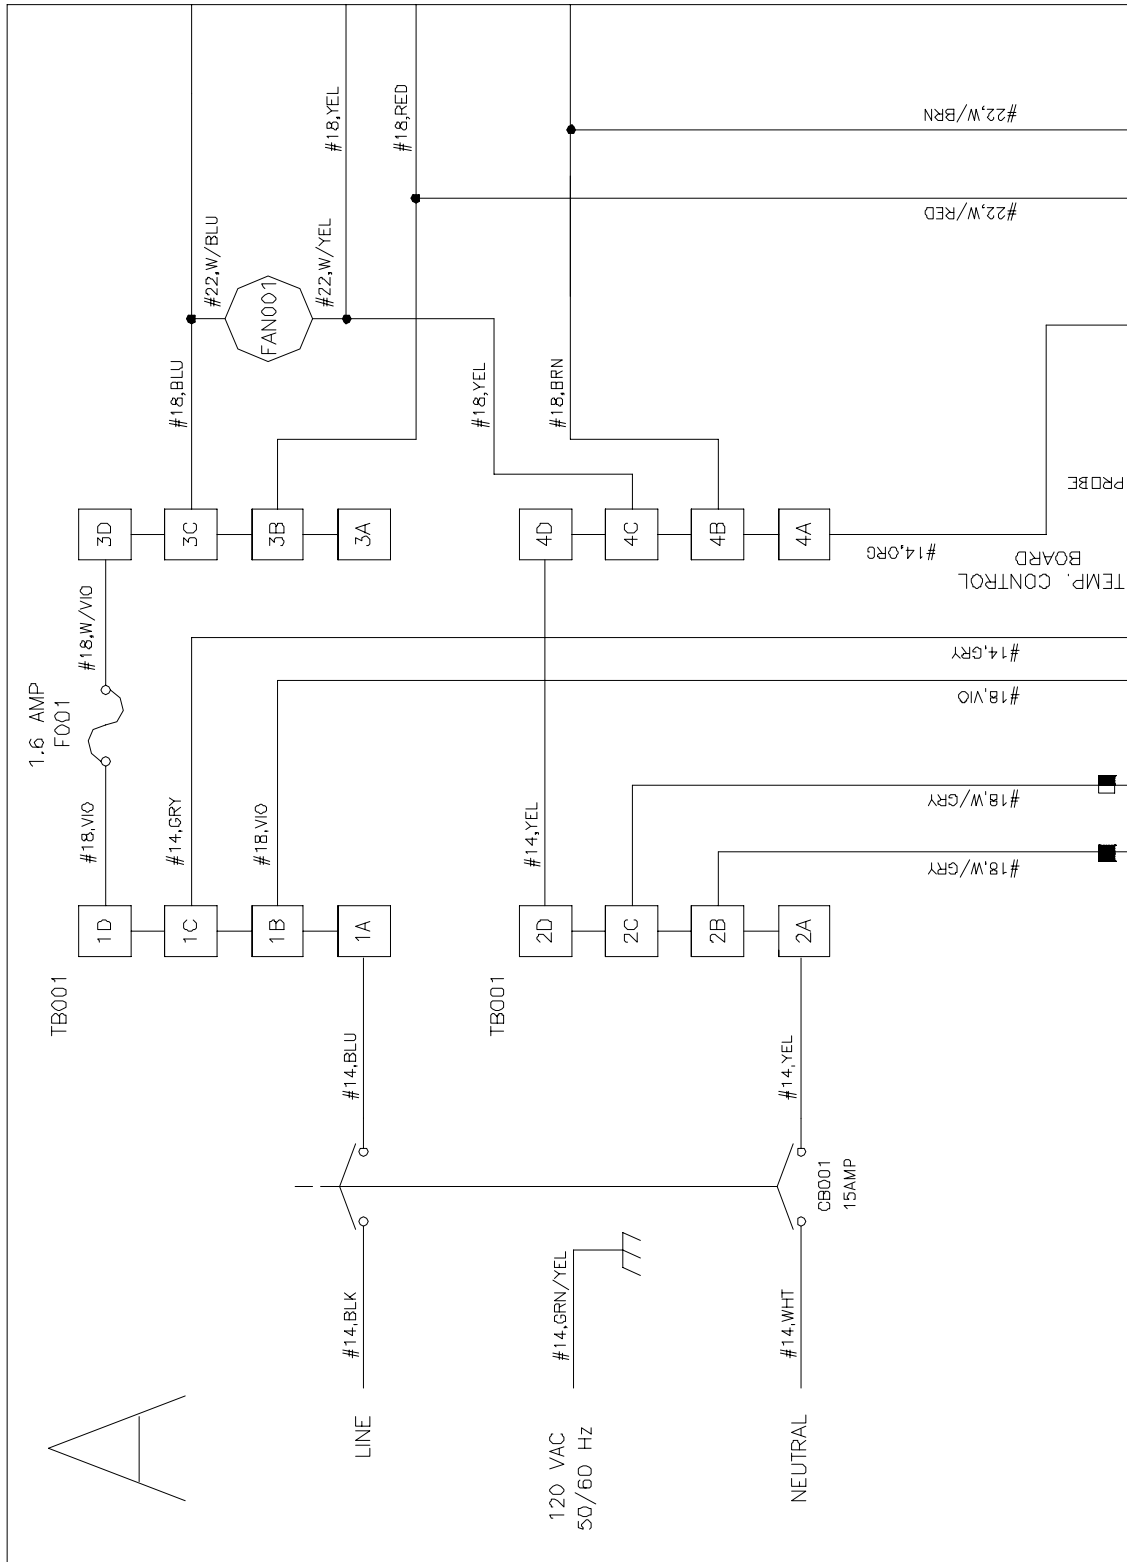 A
LINE
#14,BLK
#14,BLU
120 VAC
50/60 Hz
#14,GRN/YEL
NEUTRAL
#14,WHT
CB001
15AMP
#14,YEL
TB001
1D
1C
1B
1A
TB001
2D
2C
2B
2A
#18,VIO
1.6 AMP
F001
#18,W/VIO
#14,GRY
#18,VIO
#14,YEL
#18,W/GRY
#18,W/GRY
#18,VIO
#14,GRY
3D
3C
3B
3A
4D
4C
4B
4A
TEMP. CONTROL
BOARD
#14,ORG
PROBE
#18,BLU
#18,YEL
#18,BRN
FAN001
#22,W/BLU
#22,W/YEL
#18,YEL
#18,RED
#22,W/RED
#22,W/BRN